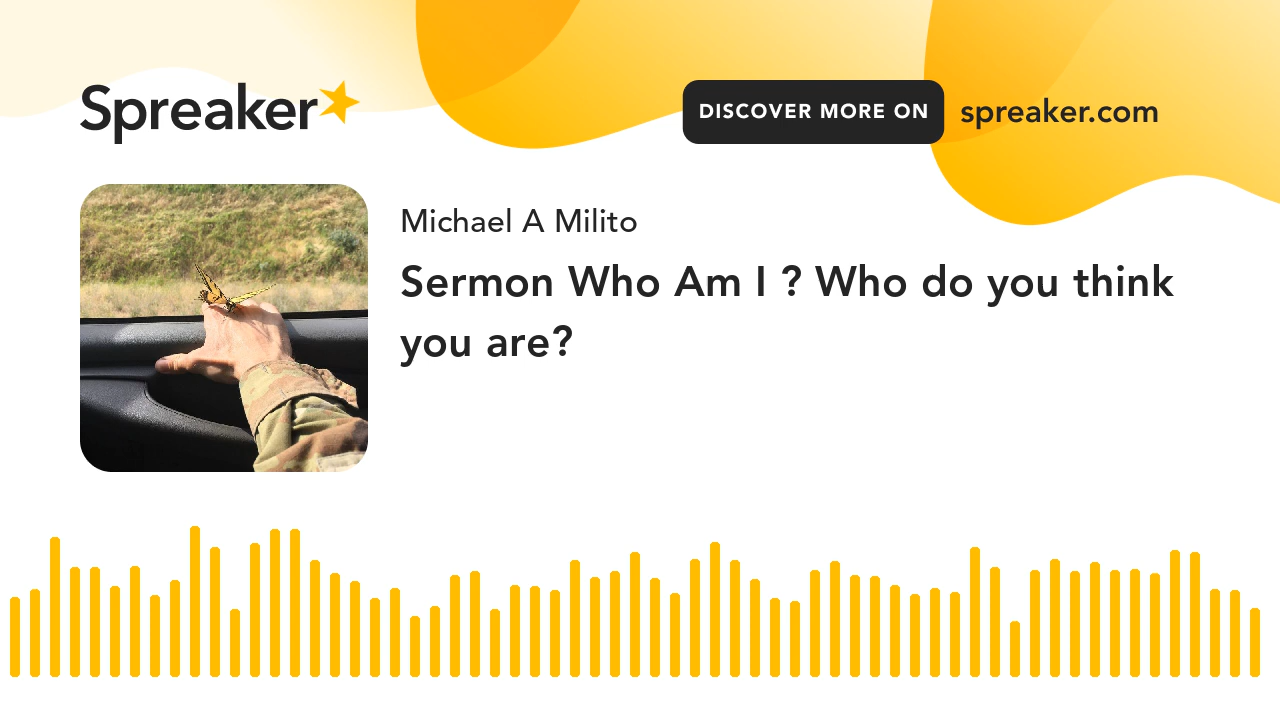 Spreaker
DISCOVER MORE ON spreaker.com
Michael A Milito
Sermon Who Am I ? Who do you think
you are?